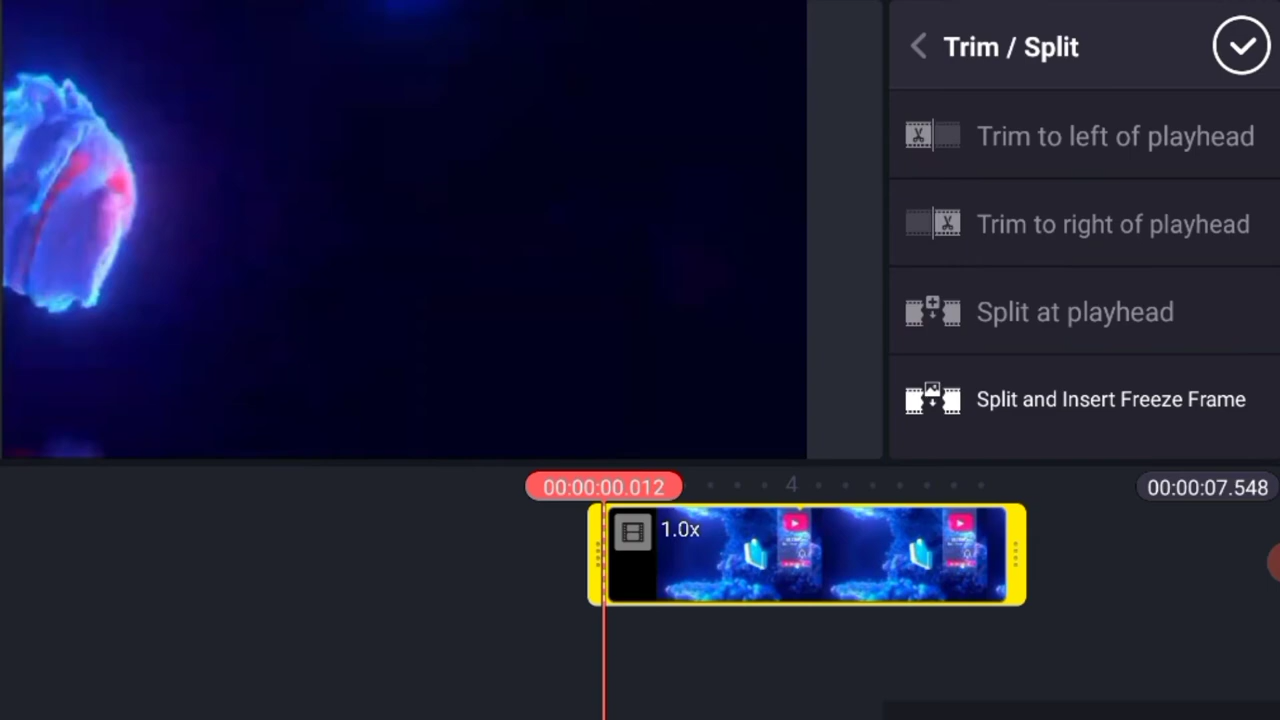 Trim / Split
Trim to left of playhead
Trim to right of playhead
Split at playhead
Split and Insert Freeze Frame
00:00:00.012
4
00:00:07.548
1.0x